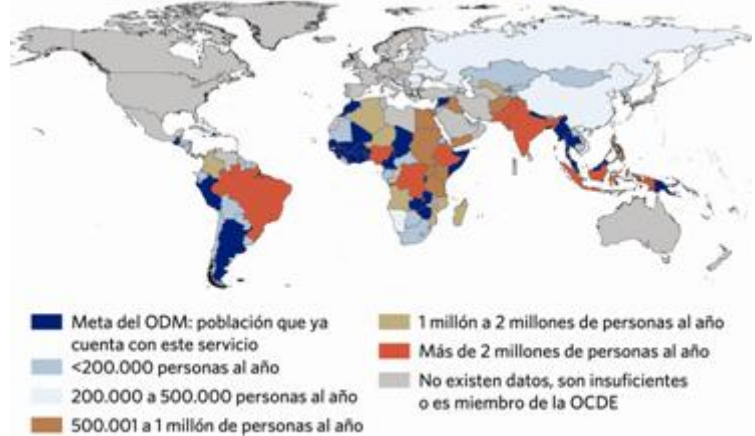 Meta del ODM: población que ya
cuenta con este servicio
<200.000 personas al año
200.000 a 500.000 personas al año
500.001 a 1 millón de personas al año
1 millón a 2 millones de personas al año
Más de 2 millones de personas al año
No existen datos, son insuficientes
o es miembro de la OCDE